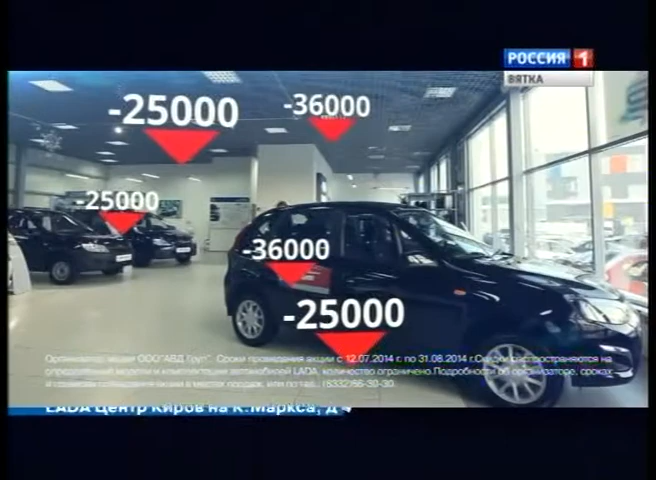 РОССИЯ 1
ВЯТКА
-25000
-36000
-25000
-36000
-25000
Организатор акции ООО"АВД Груп". Сроки проведения акции с 12.07.2014 г. по 31.08.2014 г. Скидки распространяются на
определенные модели и комплектации автомобилей LADA, количество ограничено. Подробности об организаторе, сроках
и проведения акции в местах продаж, или по тел.: (8332)66-30-30.
LADA Центр Киров на К.Маркса, д 4